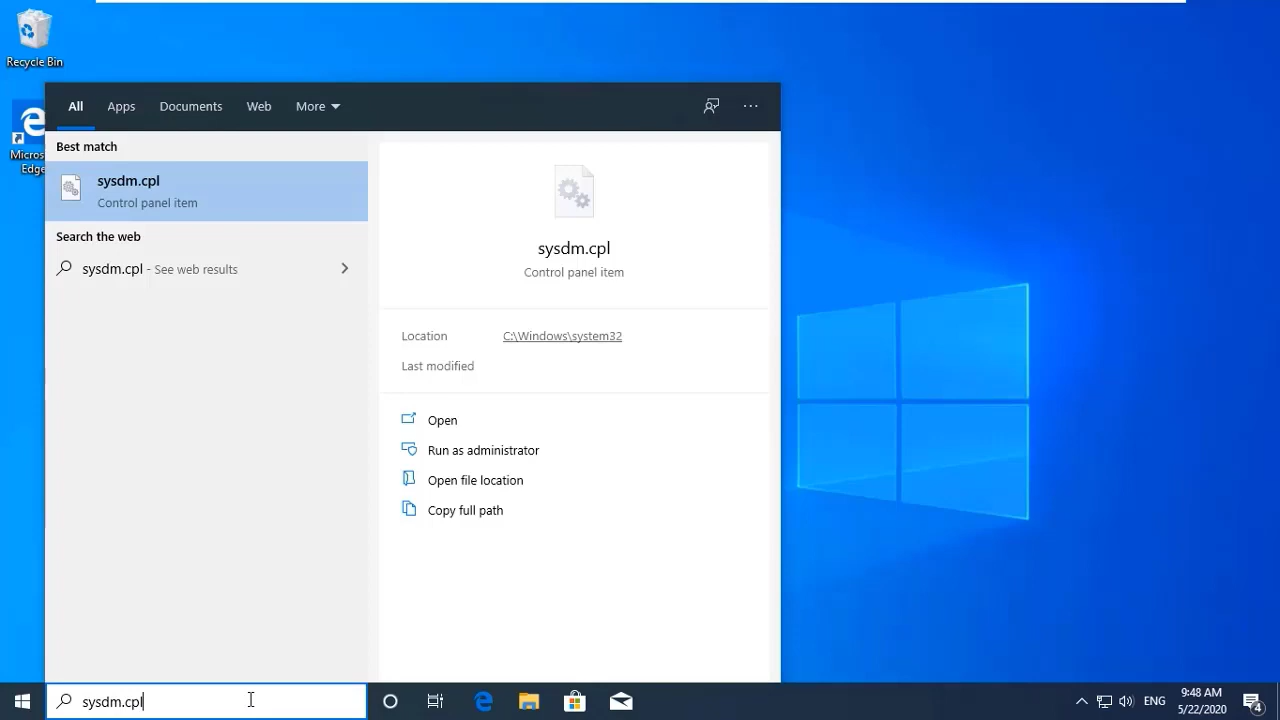 Recycle Bin
Micros
Edge
All Apps Documents Web More
Best match
sysdm.cpl
Control panel item
Search the web
sysdm.cpl - See web results
sysdm.cpl
Control panel item
Location C:\Windows\system32
Last modified
Open
Run as administrator
Open file location
Copy full path
sysdm.cpl
ENG
9:48 AM
5/22/2020
4